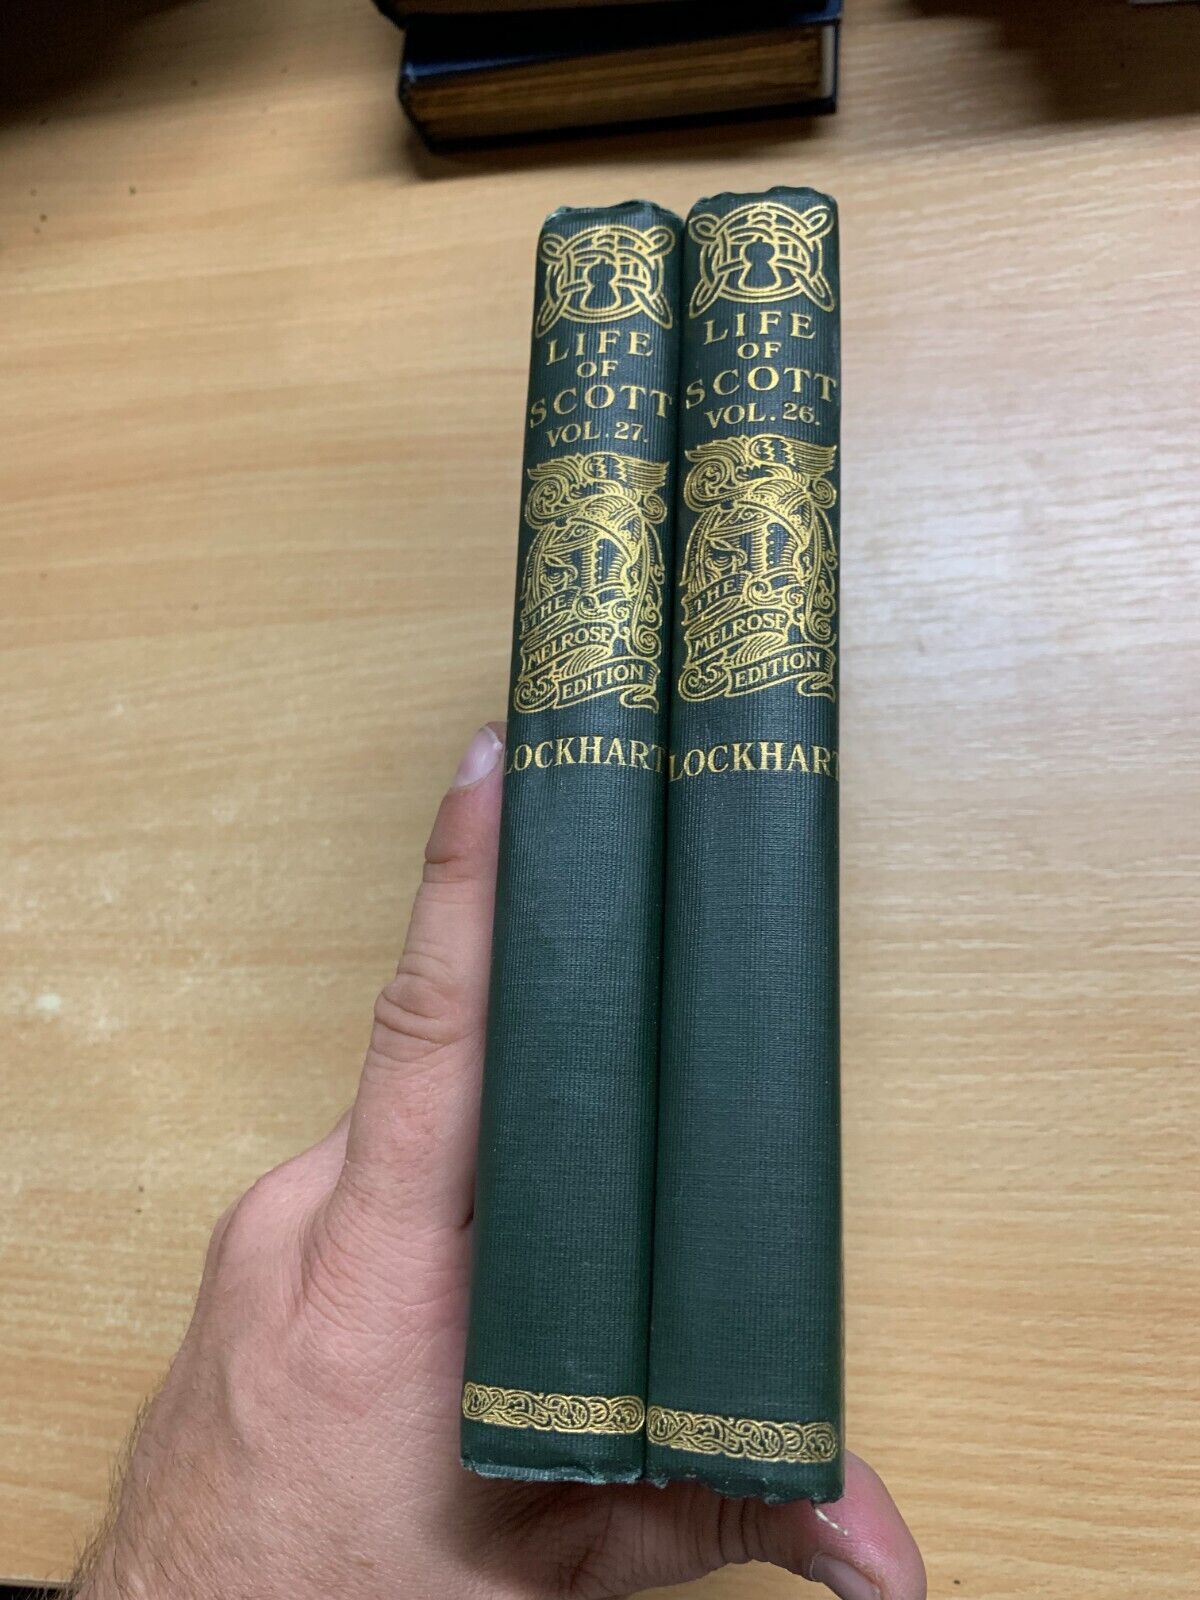 LIFE
OF
SCOTT
VOL. 27.
THE
MELROSE
EDITION
LOCKHART
LIFE
OF
SCOTT
VOL. 26.
THE
MELROSE
EDITION
LOCKHART